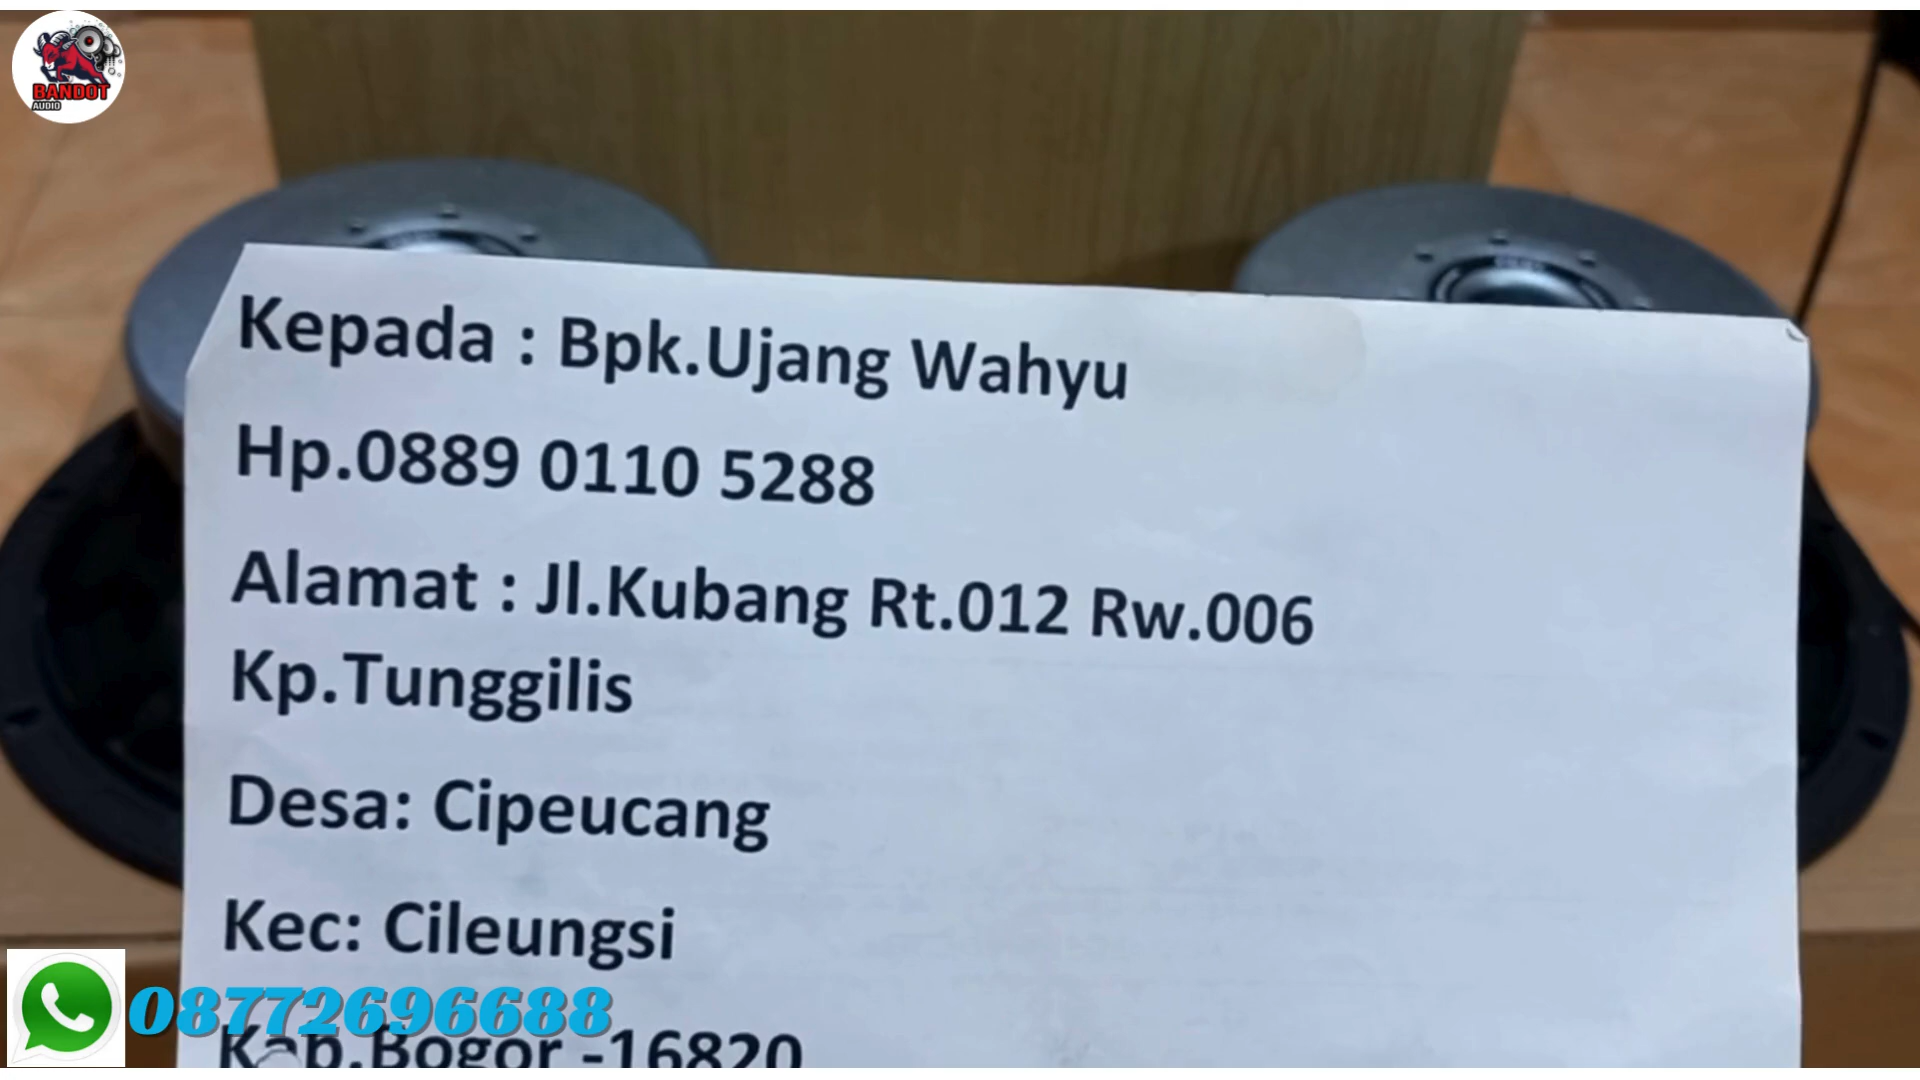 BANDOT
AUDIO
Kepada : Bpk.Ujang Wahyu
Hp.0889 0110 5288
Alamat : Jl.Kubang Rt.012 Rw.006
Kp.Tunggilis
Desa: Cipeucang
Kec: Cileungsi
08772696688
Kab.Bogor -16820